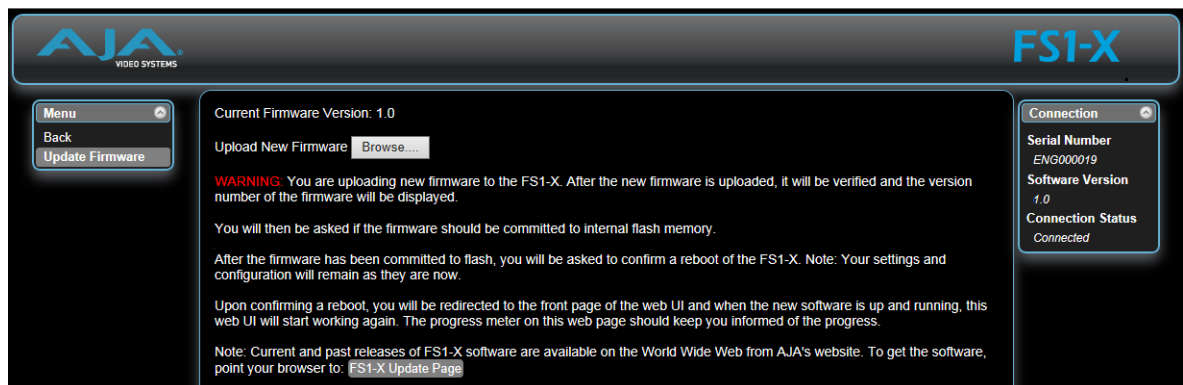 AJA
VIDEO SYSTEMS
FS1-X
Menu
Back
Update Firmware
Current Firmware Version: 1.0
Upload New Firmware Browse....
WARNING: You are uploading new firmware to the FS1-X. After the new firmware is uploaded, it will be verified and the version
number of the firmware will be displayed.
You will then be asked if the firmware should be committed to internal flash memory.
After the firmware has been committed to flash, you will be asked to confirm a reboot of the FS1-X. Note: Your settings and
configuration will remain as they are now.
Upon confirming a reboot, you will be redirected to the front page of the web UI and when the new software is up and running, this
web UI will start working again. The progress meter on this web page should keep you informed of the progress.
Note: Current and past releases of FS1-X software are available on the World Wide Web from AJA's website. To get the software,
point your browser to: FS1-X Update Page
Connection
Serial Number
ENG000019
Software Version
1.0
Connection Status
Connected